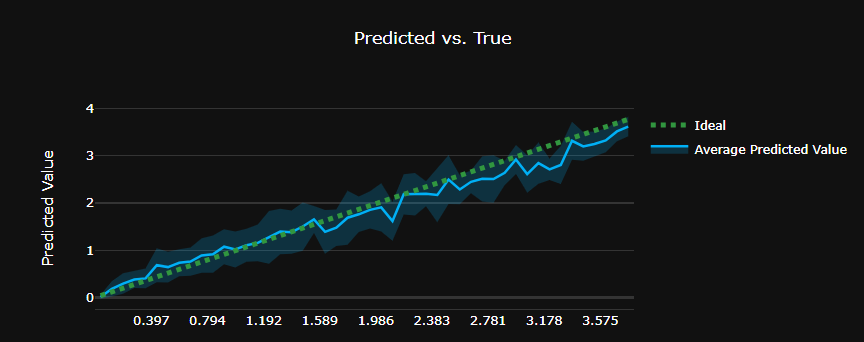 Predicted vs. True
4
3
2
1
0
Predicted Value
0.397 0.794 1.192 1.589 1.986 2.383 2.781 3.178 3.575
Ideal
Average Predicted Value